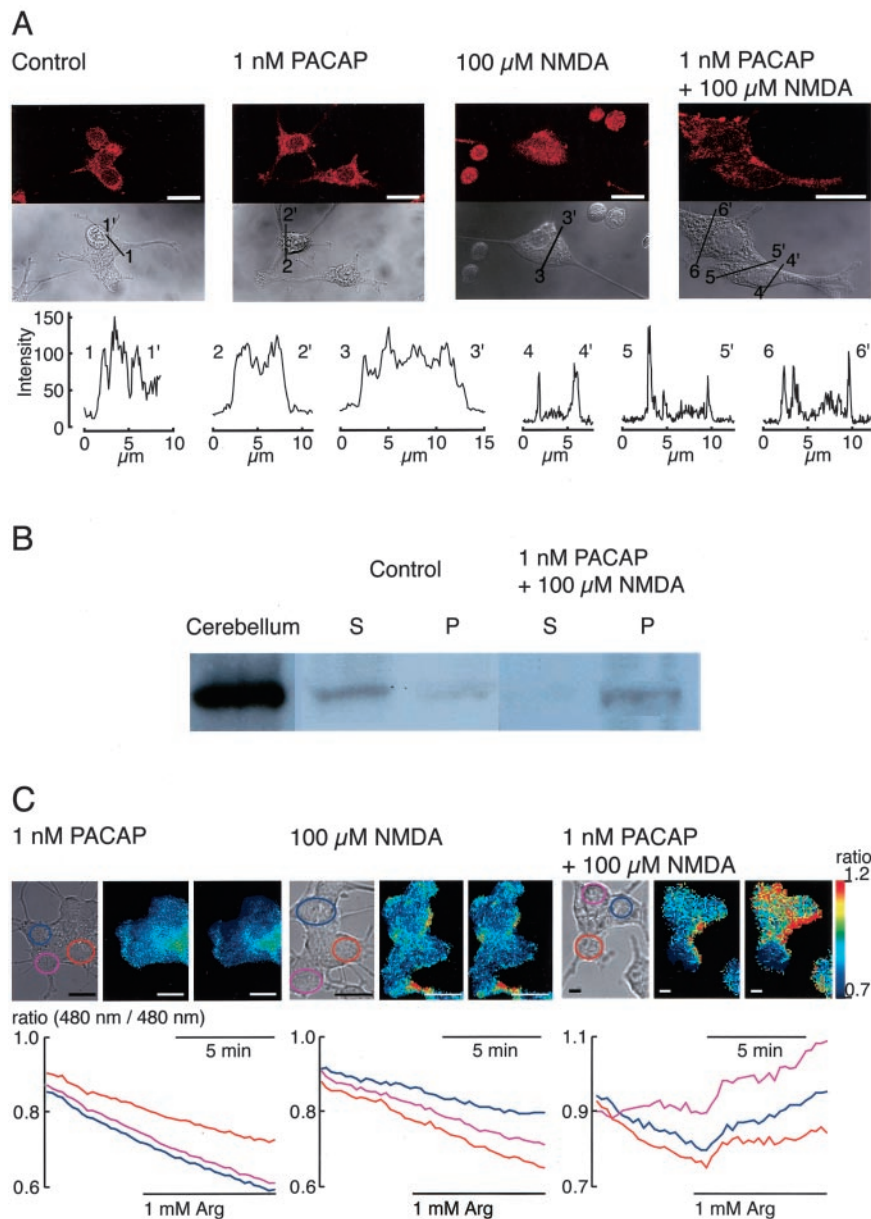 A
Control
1 nM PACAP
100 µM NMDA
1 nM PACAP
+ 100 µM NMDA
1'
1
2'
2
3'
3
6'
6
5'
5
4'
4
Intensity
150
100
50
0
1 1'
2 2'
3 3'
4 4'
5 5'
6 6'
0 5 10
µm
0 5 10
µm
0 5 10 15
µm
0 5
µm
0 5 10
µm
0 5 10
µm
B
Control
1 nM PACAP
+ 100 µM NMDA
Cerebellum S P S P
C
1 nM PACAP
100 µM NMDA
1 nM PACAP
+ 100 µM NMDA
ratio
1.2
0.7
ratio (480 nm / 480 nm)
1.0
0.8
0.6
5 min
1 mM Arg
1.0
0.8
0.6
5 min
1 mM Arg
1.1
0.9
0.7
5 min
1 mM Arg